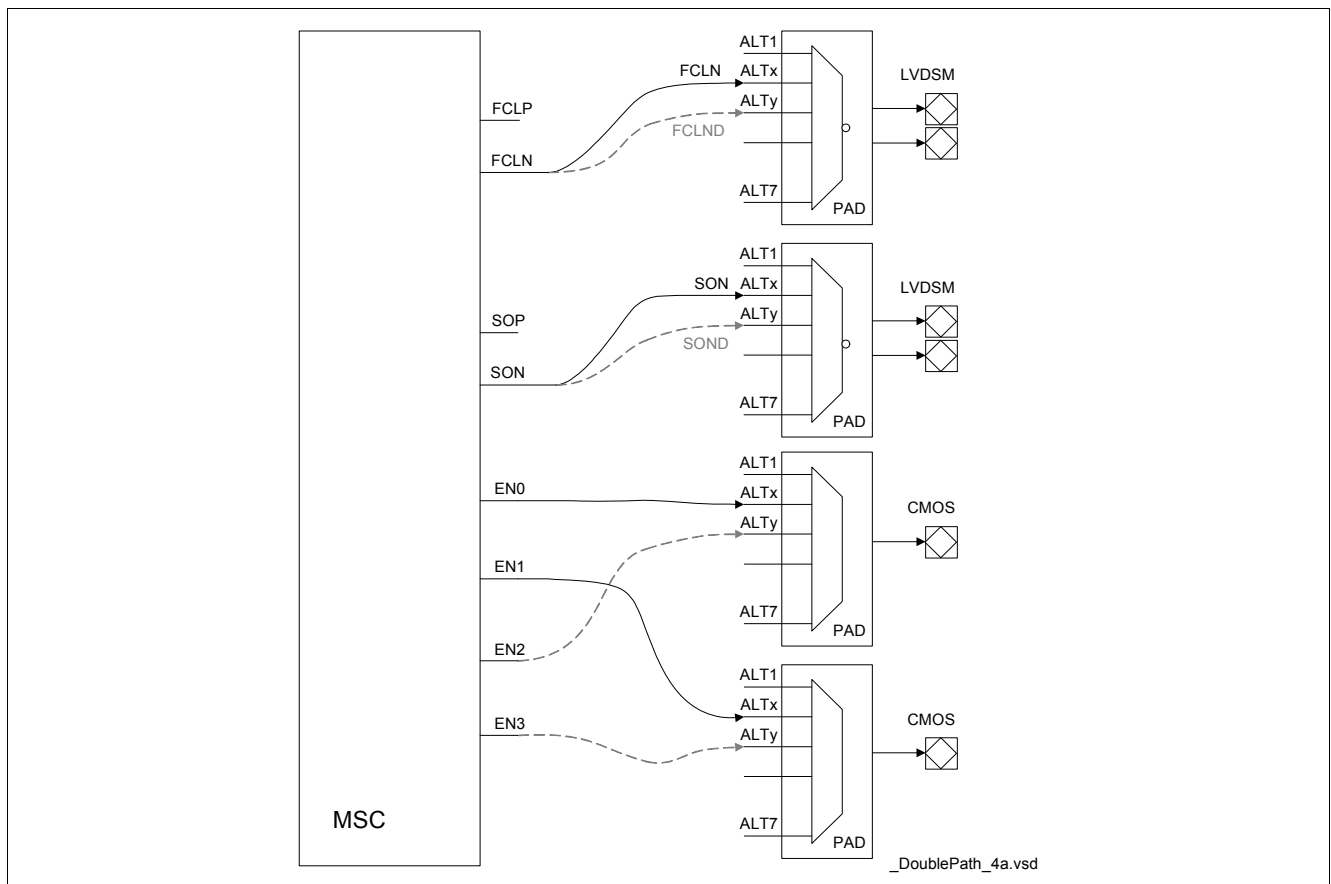 ALT1
FCLN ALTx
LVDSM
FCLP
ALTy
FCLND
FCLN
ALT7
PAD
ALT1
SON ALTx
LVDSM
SOP
ALTy
SOND
SON
ALT7
PAD
ALT1
EN0
ALTx
CMOS
ALTy
EN1
ALT7
PAD
EN2
ALT1
ALTx
EN3
CMOS
ALTy
MSC
ALT7
PAD
_DoublePath_4a.vsd